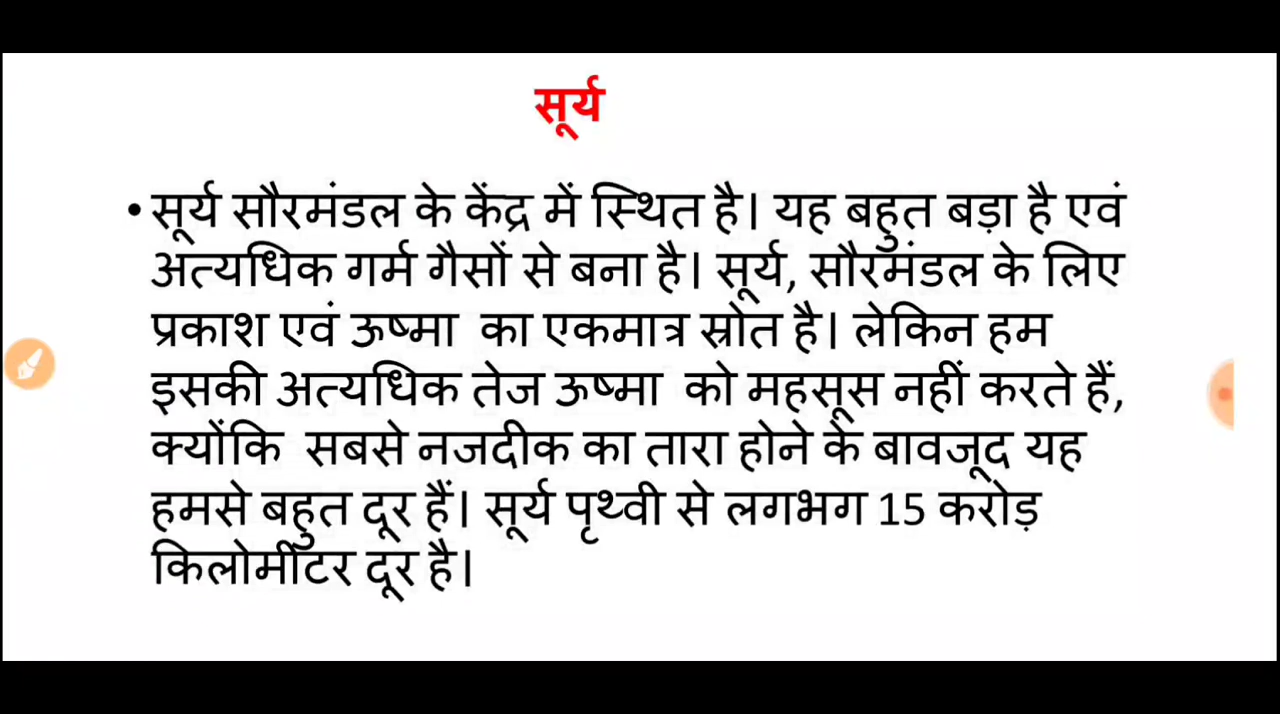 सूर्य
• सूर्य सौरमंडल के केंद्र में स्थित है। यह बहुत बड़ा है एवं
अत्यधिक गर्म गैसों से बना है। सूर्य, सौरमंडल के लिए
प्रकाश एवं ऊष्मा का एकमात्र स्रोत है। लेकिन हम
इसकी अत्यधिक तेज ऊष्मा को महसूस नहीं करते हैं,
क्योंकि सबसे नजदीक का तारा होने के बावजूद यह
हमसे बहुत दूर हैं। सूर्य पृथ्वी से लगभग 15 करोड़
किलोमीटर दूर है।